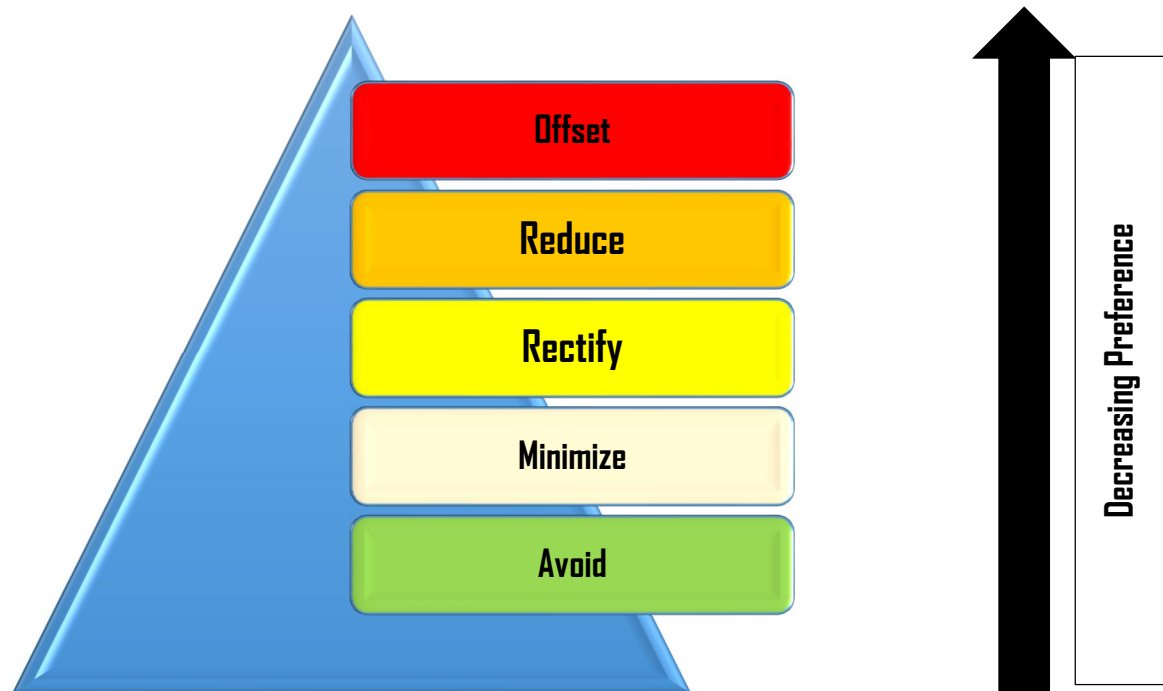 Offset
Reduce
Rectify
Minimize
Avoid
Decreasing Preference